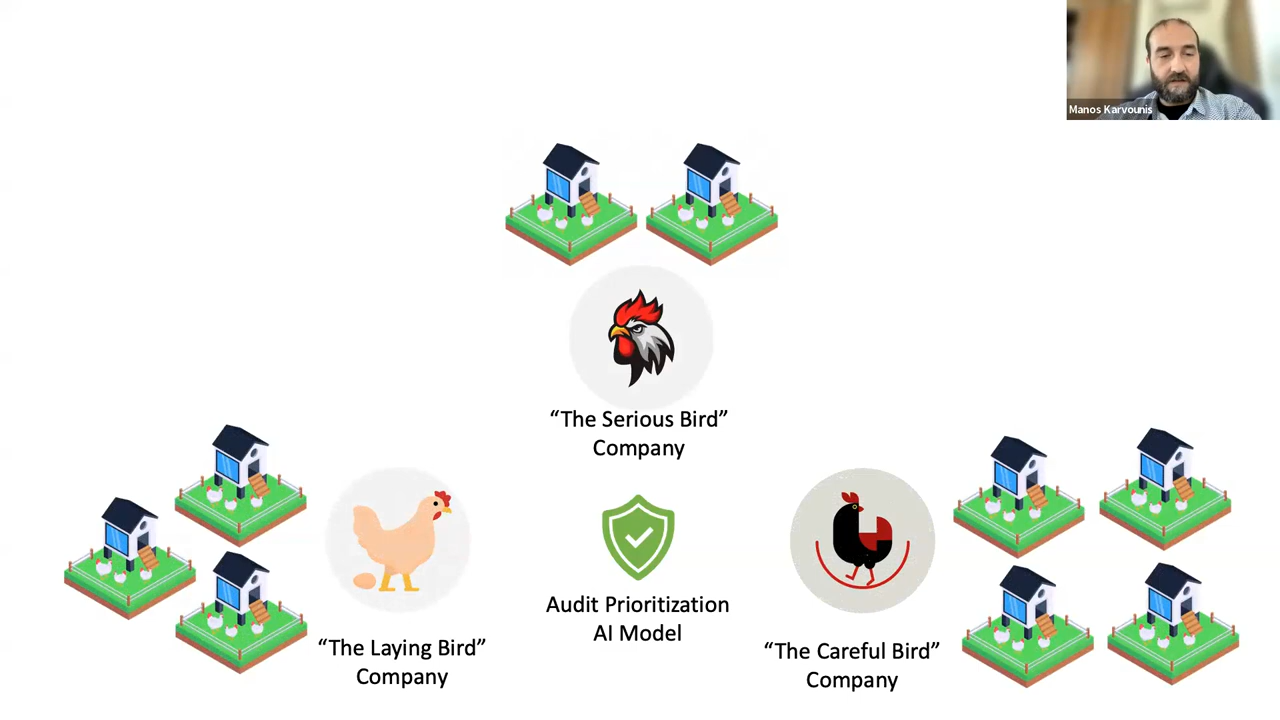 Manos Karvounis
“The Serious Bird”
Company
“The Laying Bird”
Company
Audit Prioritization
AI Model
“The Careful Bird”
Company